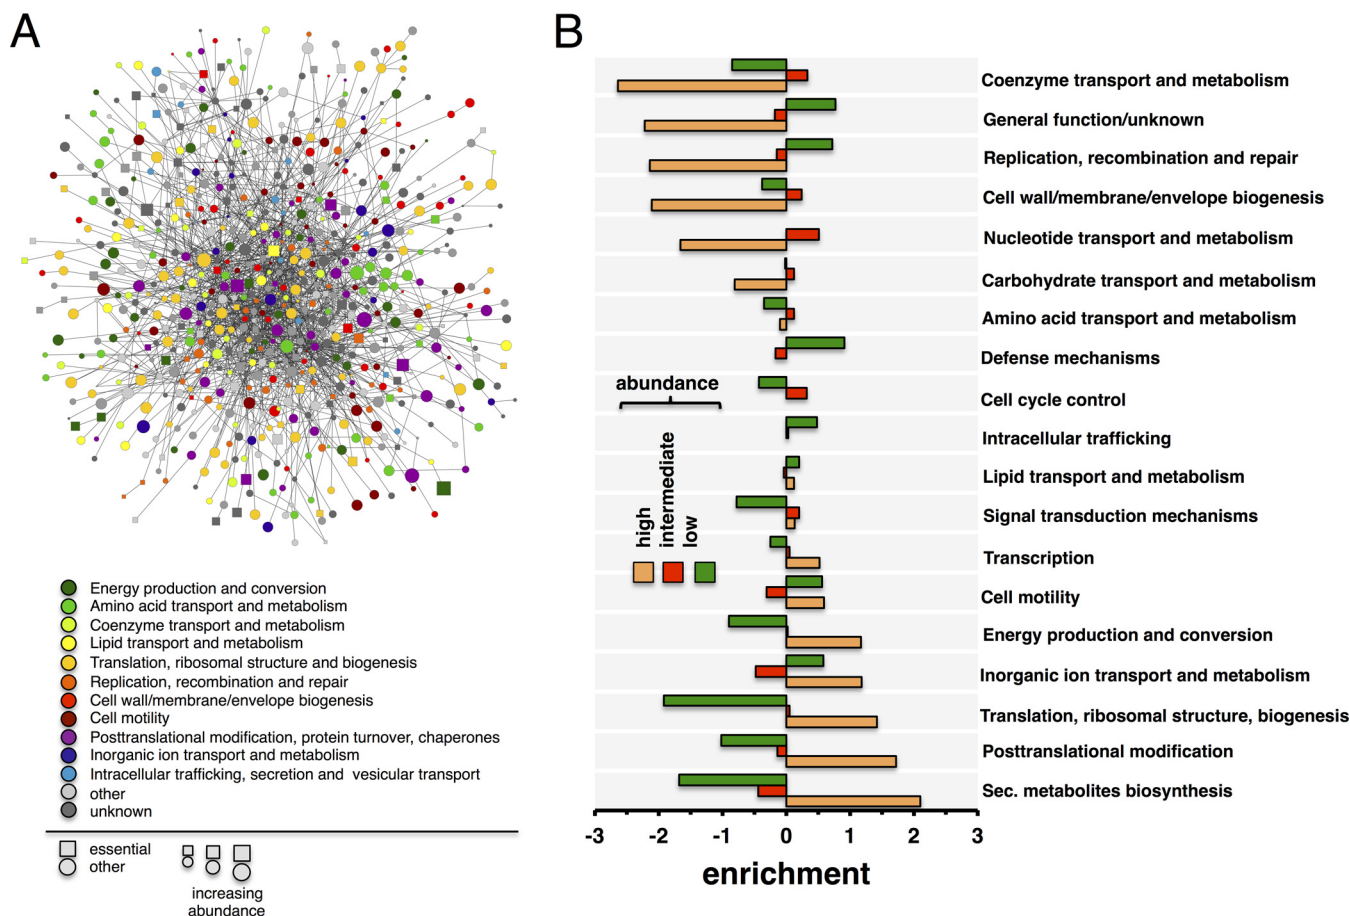 A
Energy production and conversion
Amino acid transport and metabolism
Coenzyme transport and metabolism
Lipid transport and metabolism
Translation, ribosomal structure and biogenesis
Replication, recombination and repair
Cell wall/membrane/envelope biogenesis
Cell motility
Posttranslational modification, protein turnover, chaperones
Inorganic ion transport and metabolism
Intracellular trafficking, secretion and vesicular transport
other
unknown
essential
other
increasing
abundance
B
Coenzyme transport and metabolism
General function/unknown
Replication, recombination and repair
Cell wall/membrane/envelope biogenesis
Nucleotide transport and metabolism
Carbohydrate transport and metabolism
Amino acid transport and metabolism
Defense mechanisms
Cell cycle control
Intracellular trafficking
Lipid transport and metabolism
Signal transduction mechanisms
Transcription
Cell motility
Energy production and conversion
Inorganic ion transport and metabolism
Translation, ribosomal structure, biogenesis
Posttranslational modification
Sec. metabolites biosynthesis
abundance
high
intermediate
low
-3 -2 -1 0 1 2 3
enrichment